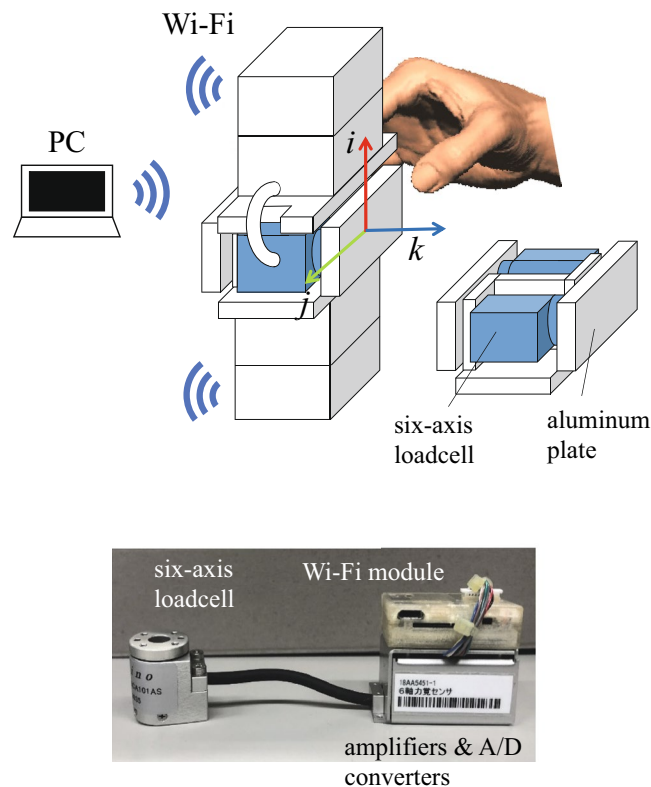 Wi-Fi
PC
i
k
j
six-axis
loadcell
aluminum
plate
six-axis
loadcell
Wi-Fi module
18AA5451-1
6軸力覚センサ
amplifiers & A/D
converters